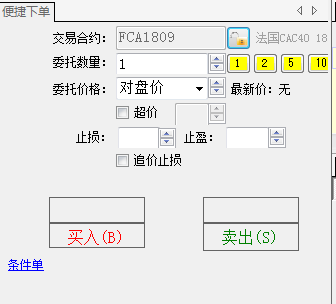 便捷下单
交易合约: FCA1809 法国CAC40 18
委托数量: 1 1 2 5 10
委托价格: 对盘价 最新价: 无
超价
止损: 止盈:
追价止损
买入(B) 卖出(S)
条件单